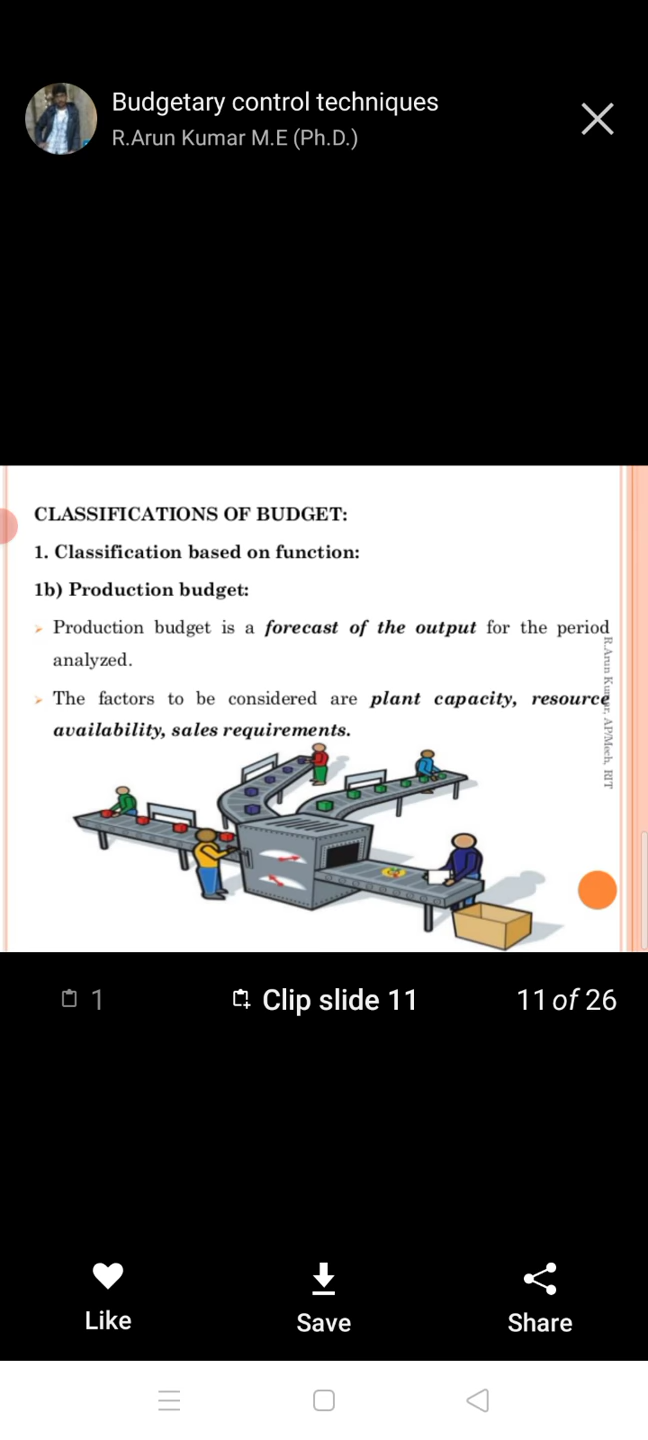 Budgetary control techniques
R.Arun Kumar M.E (Ph.D.)
CLASSIFICATIONS OF BUDGET:
1. Classification based on function:
1b) Production budget:
➢ Production budget is a forecast of the output for the period
analyzed.
➢ The factors to be considered are plant capacity, resource
availability, sales requirements.
R.Arun Kumar, AP/Mech, RIT
1
Clip slide 11
11 of 26
Like
Save
Share